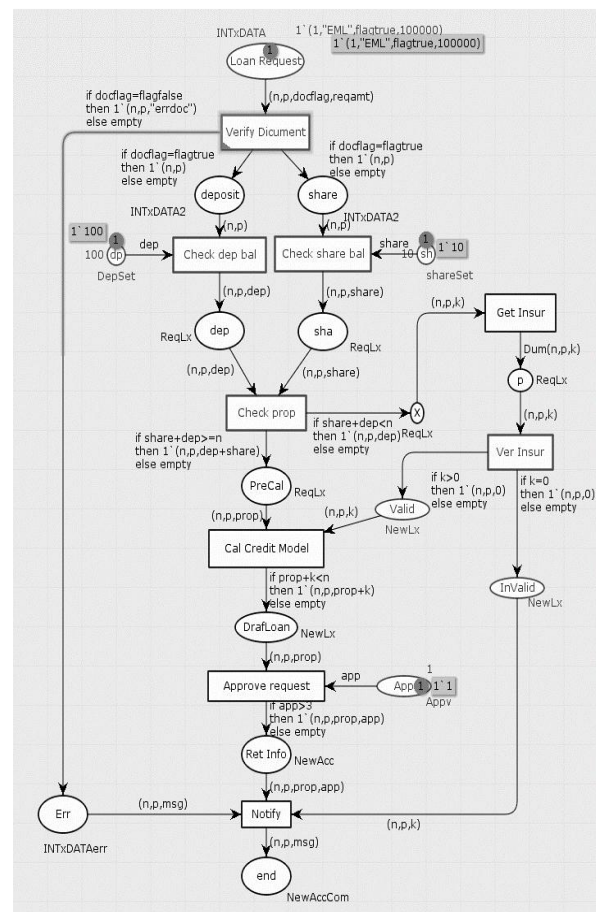 INTxDATA
1`(1,"EML",flagtrue,100000)
1`(1,"EML",flagtrue,100000)
1
Loan Request
(n,p,docflag,reqamt)
if docflag=flagfalse
then 1`(n,p,"errdoc")
else empty
Verify Dicument
if docflag=flagtrue
then 1`(n,p)
else empty
if docflag=flagtrue
then 1`(n,p)
else empty
deposit
share
INTxDATA2
INTxDATA2
(n,p)
(n,p)
1`100
1
100
dp
dep
DepSet
Check dep bal
Check share bal
share
1
10
sh
1`10
shareSet
(n,p,dep)
(n,p,share)
dep
sha
ReqLx
ReqLx
(n,p,dep)
(n,p,share)
(n,p,k)
Get Insur
Dum(n,p,k)
p
ReqLx
(n,p,k)
Check prop
if share+dep<n
then 1`(n,p,dep)
else empty
X
ReqLx
Ver Insur
if share+dep>=n
then 1`(n,p,dep+share)
else empty
PreCal
ReqLx
if k>0
then 1`(n,p,0)
else empty
if k=0
then 1`(n,p,0)
else empty
(n,p,prop)
(n,p,k)
Valid
NewLx
Cal Credit Model
InValid
NewLx
if prop+k<n
then 1`(n,p,prop+k)
else empty
DrafLoan
NewLx
(n,p,prop)
Approve request
app
1
App
1
1`1
Appv
if app>3
then 1`(n,p,prop,app)
else empty
Ret Info
NewAcc
(n,p,prop,app)
Err
(n,p,msg)
Notify
(n,p,k)
INTxDATAerr
(n,p,msg)
end
NewAccCom